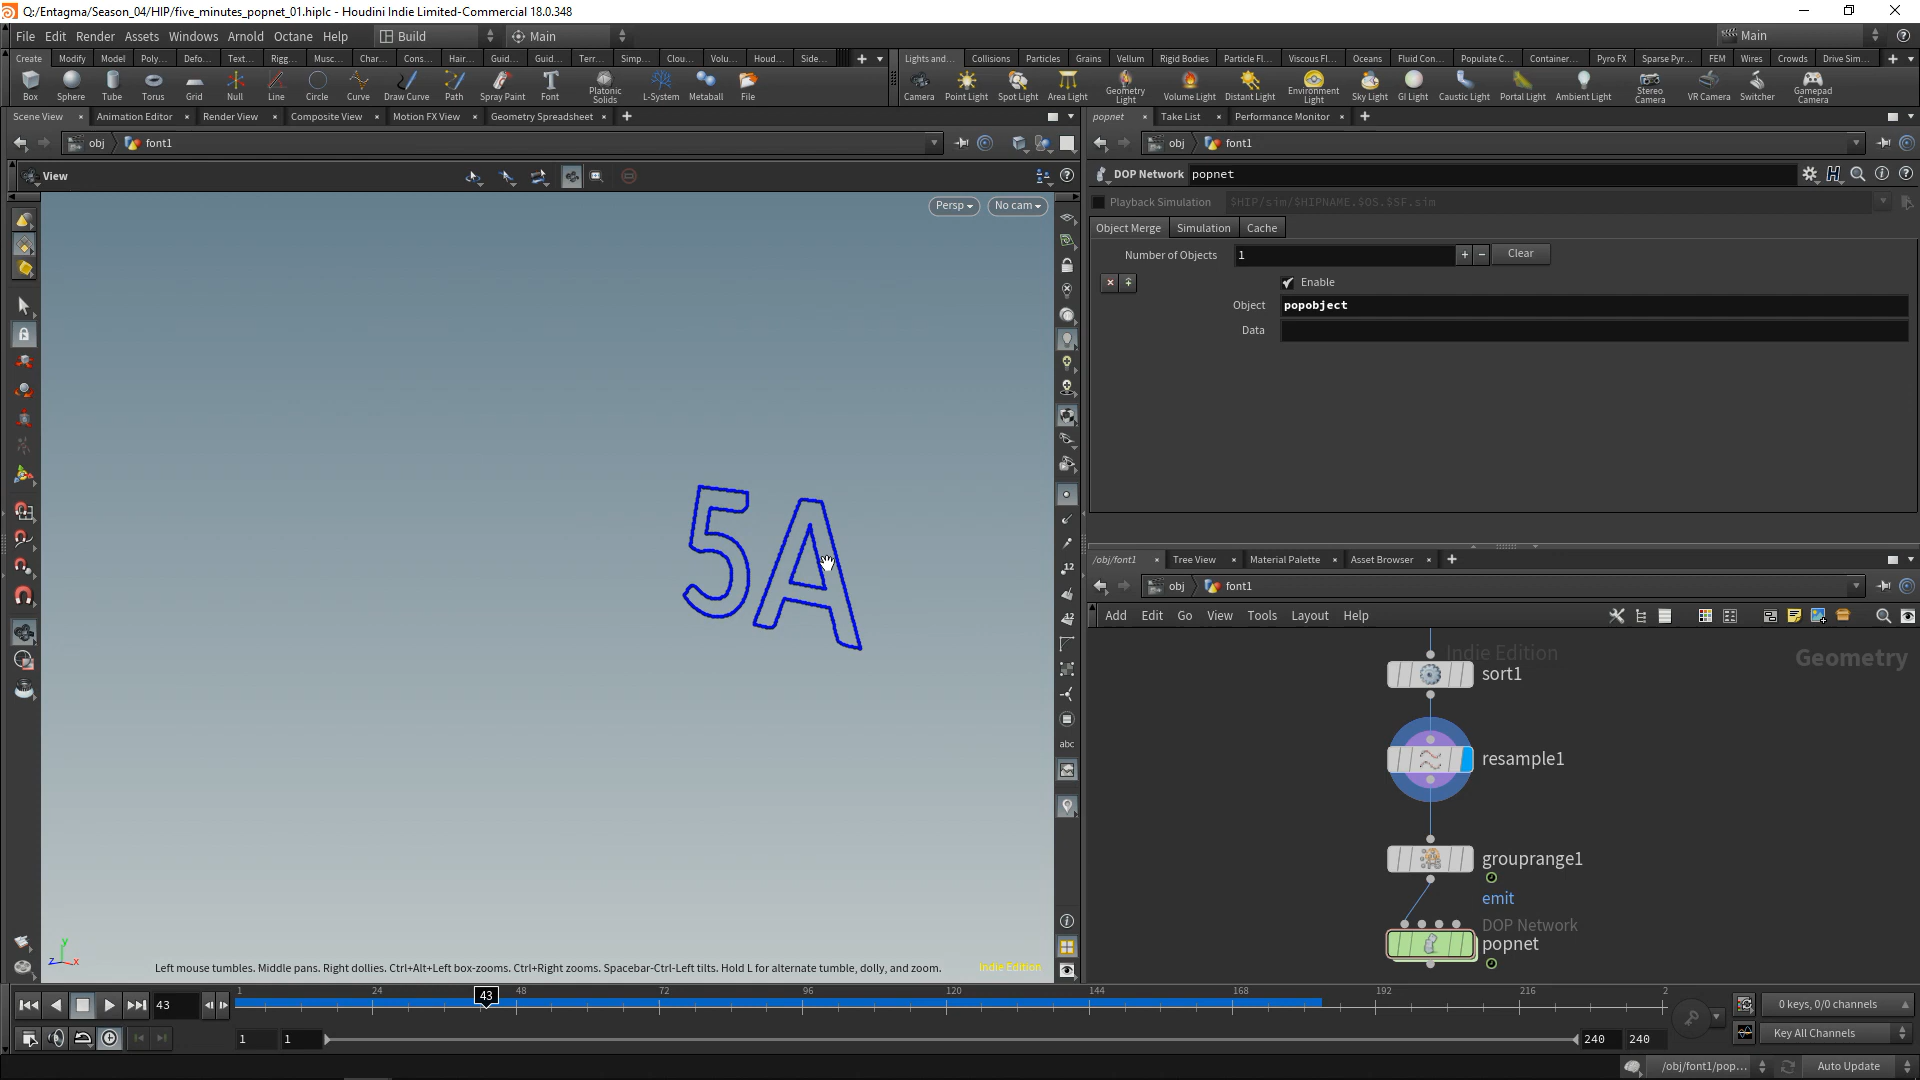 Q:/Entagma/Season_04/HIP/five_minutes_popnet_01.hiplc - Houdini Indie Limited-Commercial 18.0.348
File Edit Render Assets Windows Arnold Octane Help Build Main Main
Create Modify Model Poly... Defo... Text... Rigg... Musc... Char... Cons... Hair... Guid... Guid... Terr... Simp... Clou... Volu... Houd... Side...
Lights and... Collisions Particles Grains Vellum Rigid Bodies Particle Fl... Viscous Fl... Oceans Fluid Con... Populate C... Container... Pyro FX Sparse Pyr... FEM Wires Crowds Drive Sim...
Box Sphere Tube Torus Grid Null Line Circle Curve Draw Curve Path Spray Paint Font Platonic Solids L-System Metaball File
Camera Point Light Spot Light Area Light Geometry Light Volume Light Distant Light Environment Light Sky Light GI Light Caustic Light Portal Light Ambient Light Stereo Camera VR Camera Switcher Gamepad Camera
Scene View Animation Editor Render View Composite View Motion FX View Geometry Spreadsheet
popnet Take List Performance Monitor
obj font1
obj font1
View
DOP Network popnet
Playback Simulation $HIP/sim/$HIPNAME.$OS.$SF.sim
Persp No cam
Object Merge Simulation Cache
Number of Objects 1 Clear
Enable
Object popobject
Data
5A
/obj/font1 Tree View Material Palette Asset Browser
obj font1
Add Edit Go View Tools Layout Help
Indie Edition
Geometry
sort1
resample1
grouprange1
emit
DOP Network
popnet
12
12
abc
y
z x
Left mouse tumbles. Middle pans. Right dollies. Ctrl+Alt+Left box-zooms. Ctrl+Right zooms. Spacebar-Ctrl-Left tilts. Hold L for alternate tumble, dolly, and zoom.
Indie Edition
43 1 24 43 48 72 96 120 144 168 192 216 2
0 keys, 0/0 channels
1 1 240 240 Key All Channels
/obj/font1/pop... Auto Update